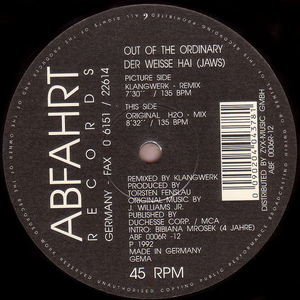 ABFAHRT
RECORDS
GERMANY - FAX 0 6151 / 22614
OUT OF THE ORDINARY
DER WEISSE HAI (JAWS)
PICTURE SIDE
KLANGWERK - REMIX
7´30´´ / 135 BPM
THIS SIDE
ORIGINAL H2O - MIX
8´32´´ / 135 BPM
REMIXED BY KLANGWERK
PRODUCED BY
TORSTEN FENSLAU
ORIGINAL MUSIC BY
J. WILLIAMS JR.
PUBLISHED BY
DUCHESSE CORP. / MCA
INTRO: BIBIANA MROSEK (4 JAHRE)
ABF 0006R -12
P 1992
MADE IN GERMANY
GEMA
45 RPM
9 090204 043781
DISTRIBUTED BY ZYX-MUSIC GMBH
ABF 0006R-12